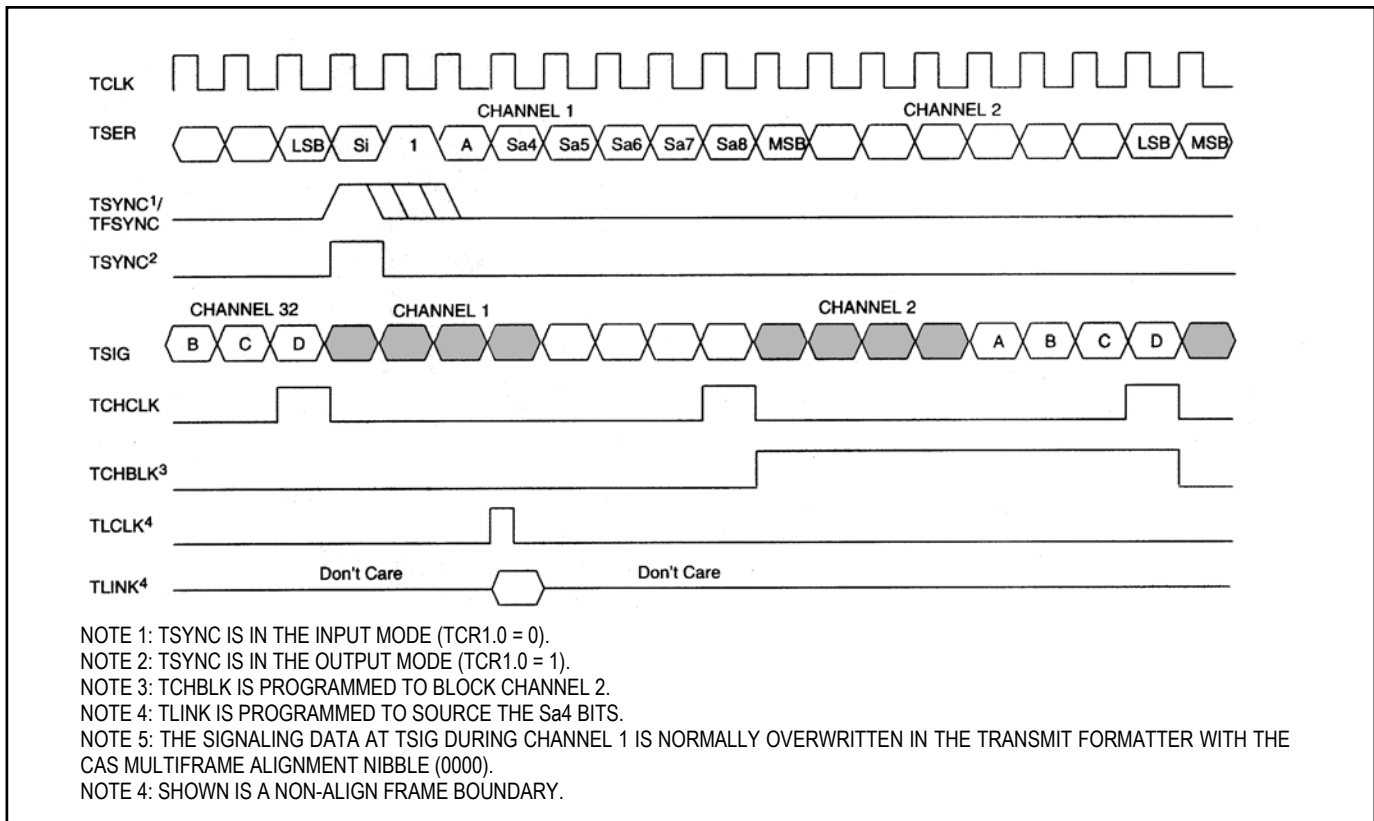 TCLK
CHANNEL 1 CHANNEL 2
TSER LSB Si 1 A Sa4 Sa5 Sa6 Sa7 Sa8 MSB LSB MSB
TSYNC1/
TFSYNC
TSYNC2
CHANNEL 32 CHANNEL 1 CHANNEL 2
TSIG B C D A B C D
TCHCLK
TCHBLK3
TLCLK4
Don't Care Don't Care
TLINK4
NOTE 1: TSYNC IS IN THE INPUT MODE (TCR1.0 = 0).
NOTE 2: TSYNC IS IN THE OUTPUT MODE (TCR1.0 = 1).
NOTE 3: TCHBLK IS PROGRAMMED TO BLOCK CHANNEL 2.
NOTE 4: TLINK IS PROGRAMMED TO SOURCE THE Sa4 BITS.
NOTE 5: THE SIGNALING DATA AT TSIG DURING CHANNEL 1 IS NORMALLY OVERWRITTEN IN THE TRANSMIT FORMATTER WITH THE
CAS MULTIFRAME ALIGNMENT NIBBLE (0000).
NOTE 4: SHOWN IS A NON-ALIGN FRAME BOUNDARY.